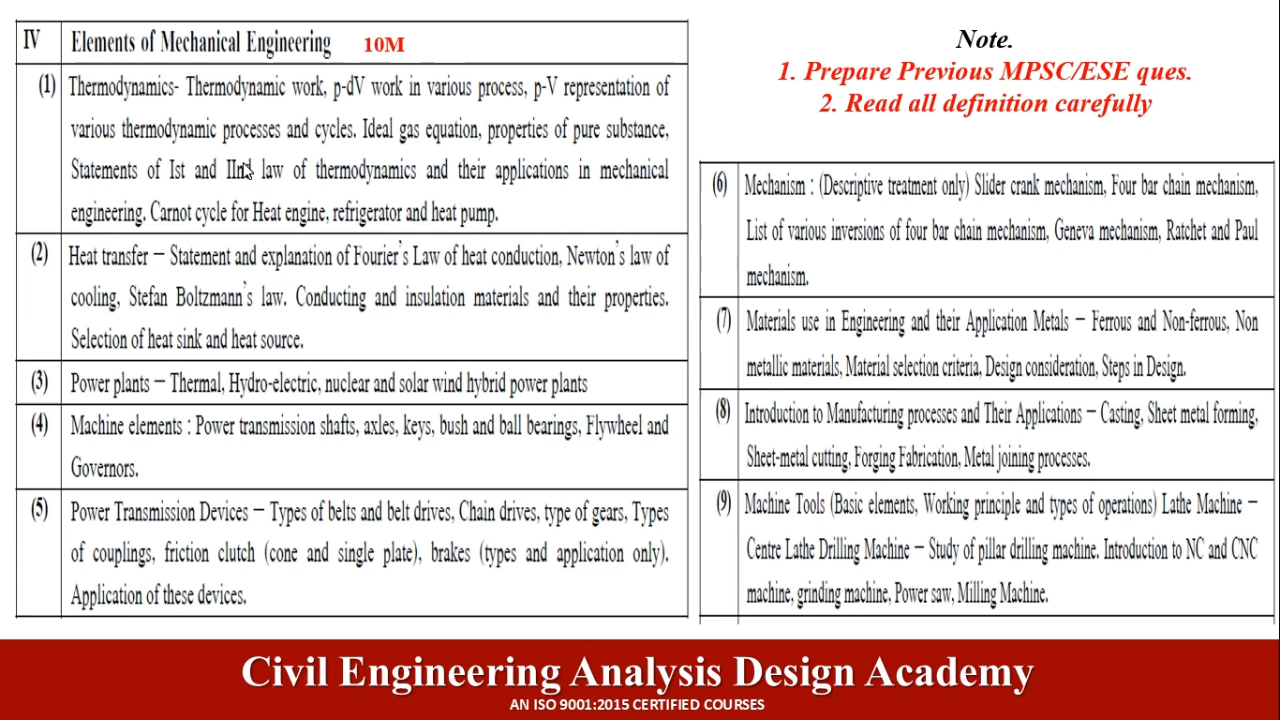 IV Elements of Mechanical Engineering 10M
(1) Thermodynamics- Thermodynamic work, p-dV work in various process, p-V representation of
various thermodynamic processes and cycles. Ideal gas equation, properties of pure substance,
Statements of Ist and IInd law of thermodynamics and their applications in mechanical
engineering. Carnot cycle for Heat engine, refrigerator and heat pump.
(2) Heat transfer – Statement and explanation of Fourier's Law of heat conduction, Newton's law of
cooling, Stefan Boltzmann's law. Conducting and insulation materials and their properties.
Selection of heat sink and heat source.
(3) Power plants – Thermal, Hydro-electric, nuclear and solar wind hybrid power plants
(4) Machine elements : Power transmission shafts, axles, keys, bush and ball bearings, Flywheel and
Governors.
(5) Power Transmission Devices – Types of belts and belt drives, Chain drives, type of gears, Types
of couplings, friction clutch (cone and single plate), brakes (types and application only).
Application of these devices.
Note.
1. Prepare Previous MPSC/ESE ques.
2. Read all definition carefully
(6) Mechanism : (Descriptive treatment only) Slider crank mechanism, Four bar chain mechanism,
List of various inversions of four bar chain mechanism, Geneva mechanism, Ratchet and Paul
mechanism.
(7) Materials use in Engineering and their Application Metals – Ferrous and Non-ferrous, Non
metallic materials, Material selection criteria, Design consideration, Steps in Design.
(8) Introduction to Manufacturing processes and Their Applications – Casting, Sheet metal forming,
Sheet-metal cutting, Forging Fabrication, Metal joining processes.
(9) Machine Tools (Basic elements, Working principle and types of operations) Lathe Machine –
Centre Lathe Drilling Machine – Study of pillar drilling machine. Introduction to NC and CNC
machine, grinding machine, Power saw, Milling Machine.
Civil Engineering Analysis Design Academy
AN ISO 9001:2015 CERTIFIED COURSES